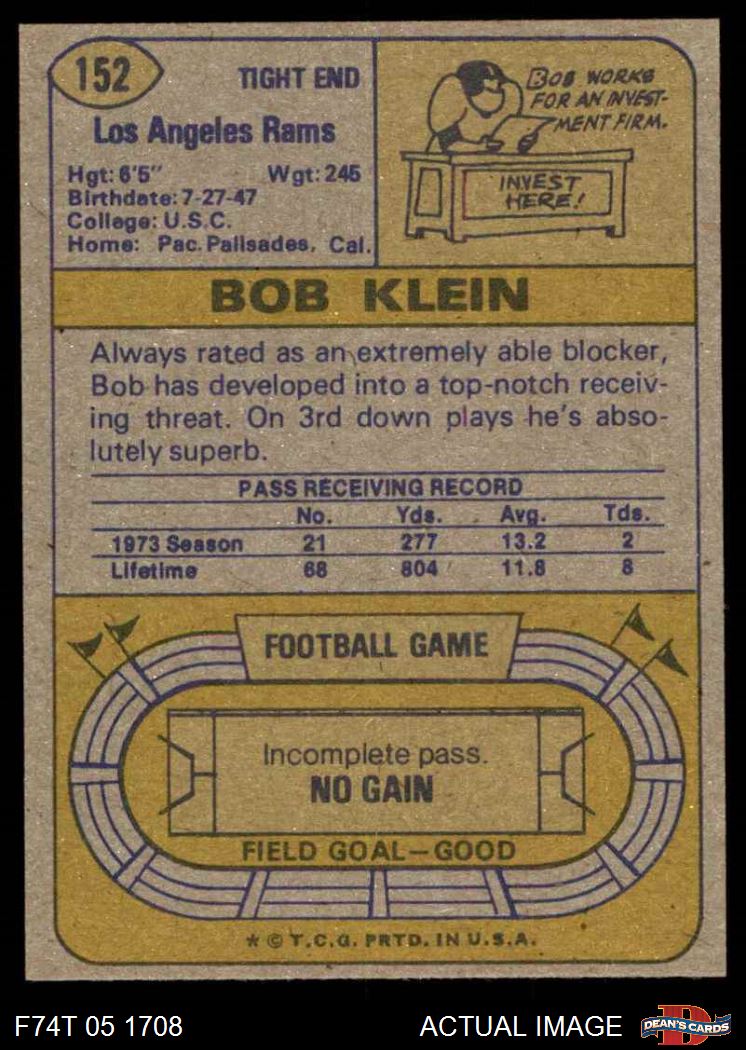 152
TIGHT END
Los Angeles Rams
Hgt: 6'5" Wgt: 245
Birthdate: 7-27-47
College: U.S.C.
Home: Pac. Palisades, Cal.
BOB WORKS
FOR AN INVEST-
MENT FIRM.
INVEST
HERE!
BOB KLEIN
Always rated as an extremely able blocker,
Bob has developed into a top-notch receiv-
ing threat. On 3rd down plays he's abso-
lutely superb.
PASS RECEIVING RECORD
No. Yds. Avg. Tds.
1973 Season 21 277 13.2 2
Lifetime 68 804 11.8 8
FOOTBALL GAME
Incomplete pass.
NO GAIN
FIELD GOAL—GOOD
* © T.C.G. PRTD. IN U.S.A.
F74T 05 1708 ACTUAL IMAGE DEAN'S CARDS